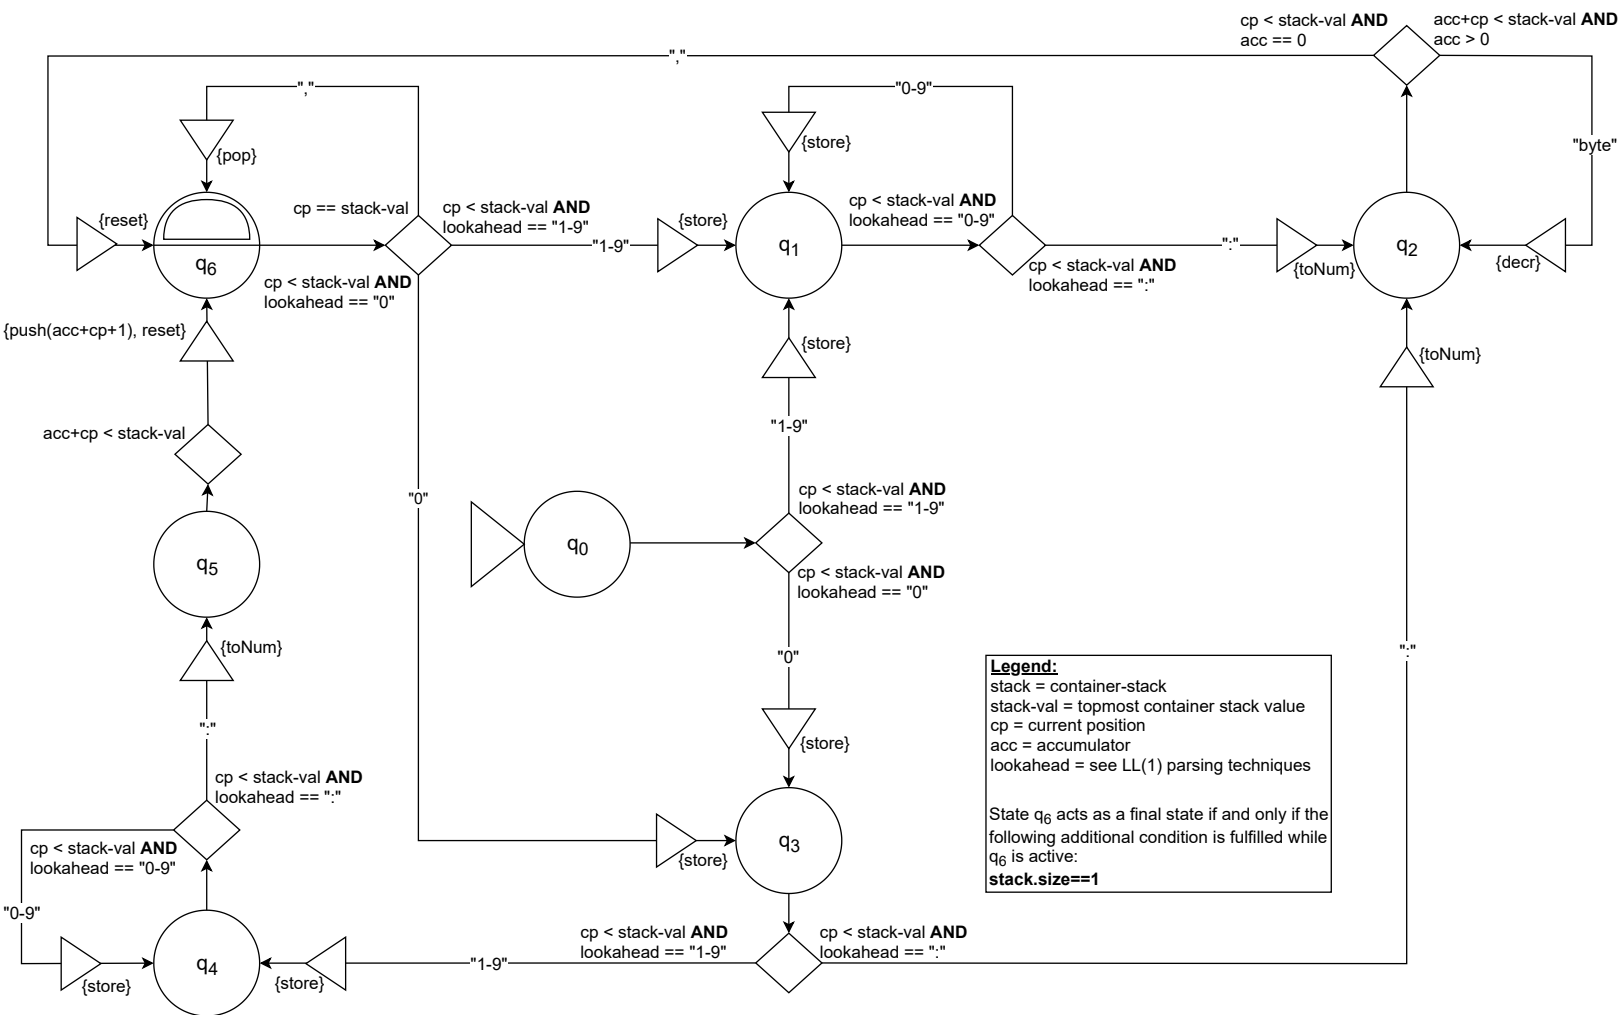 cp < stack-val AND
acc == 0
acc+cp < stack-val AND
acc > 0
","
","
"0-9"
{pop}
{store}
"byte"
{reset}
q6
cp == stack-val
cp < stack-val AND
lookahead == "1-9"
cp < stack-val AND
lookahead == "0"
"1-9"
{store}
q1
cp < stack-val AND
lookahead == "0-9"
cp < stack-val AND
lookahead == ":"
":"
{toNum}
q2
{decr}
{push(acc+cp+1), reset}
{store}
{toNum}
acc+cp < stack-val
"1-9"
"0"
cp < stack-val AND
lookahead == "1-9"
q0
cp < stack-val AND
lookahead == "0"
q5
{toNum}
"0"
":"
":"
{store}
Legend:
stack = container-stack
stack-val = topmost container stack value
cp = current position
acc = accumulator
lookahead = see LL(1) parsing techniques
State q6 acts as a final state if and only if the
following additional condition is fulfilled while
q6 is active:
stack.size==1
cp < stack-val AND
lookahead == ":"
cp < stack-val AND
lookahead == "0-9"
{store}
q3
"0-9"
{store}
q4
{store}
"1-9"
cp < stack-val AND
lookahead == "1-9"
cp < stack-val AND
lookahead == ":"